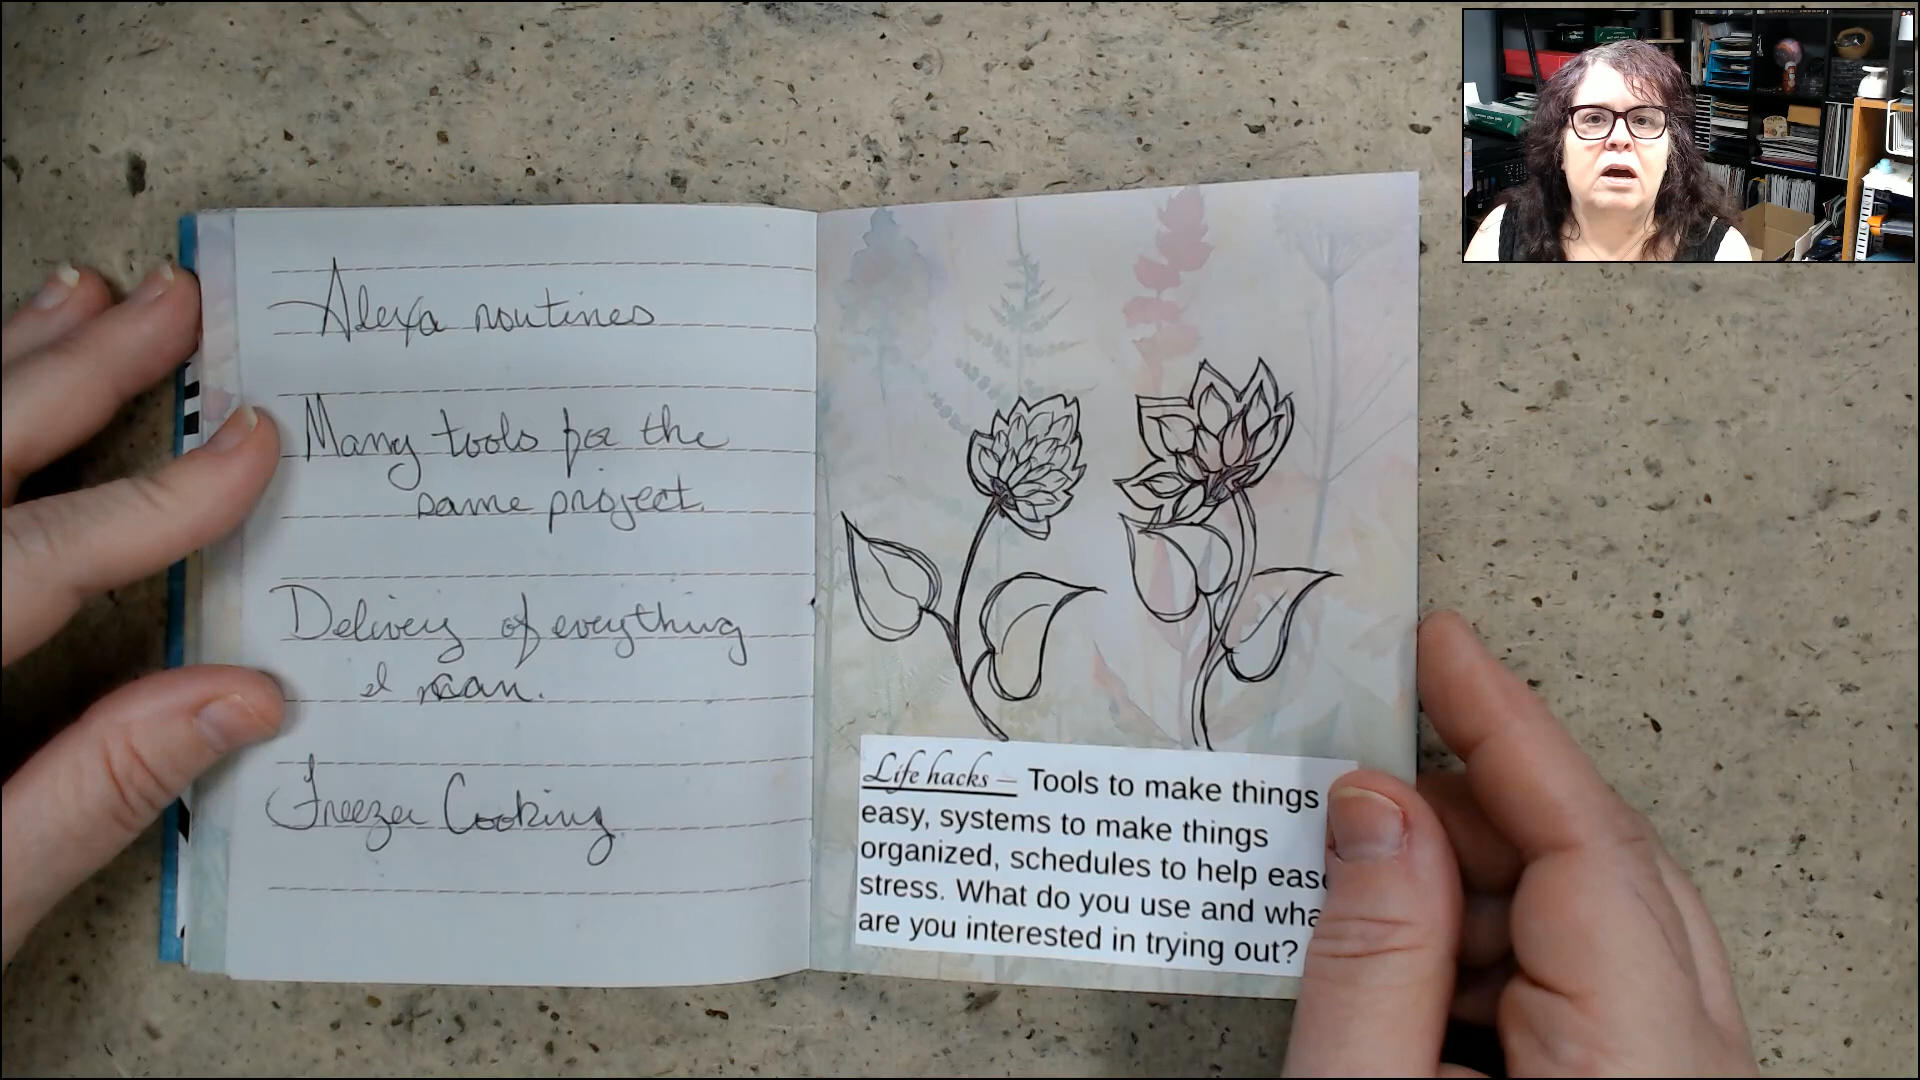 Alexa routines
Many tools for the
same project.
Delivery of everything
I can.
Freezer Cooking
Life hacks – Tools to make things
easy, systems to make things
organized, schedules to help ease
stress. What do you use and wha
are you interested in trying out?